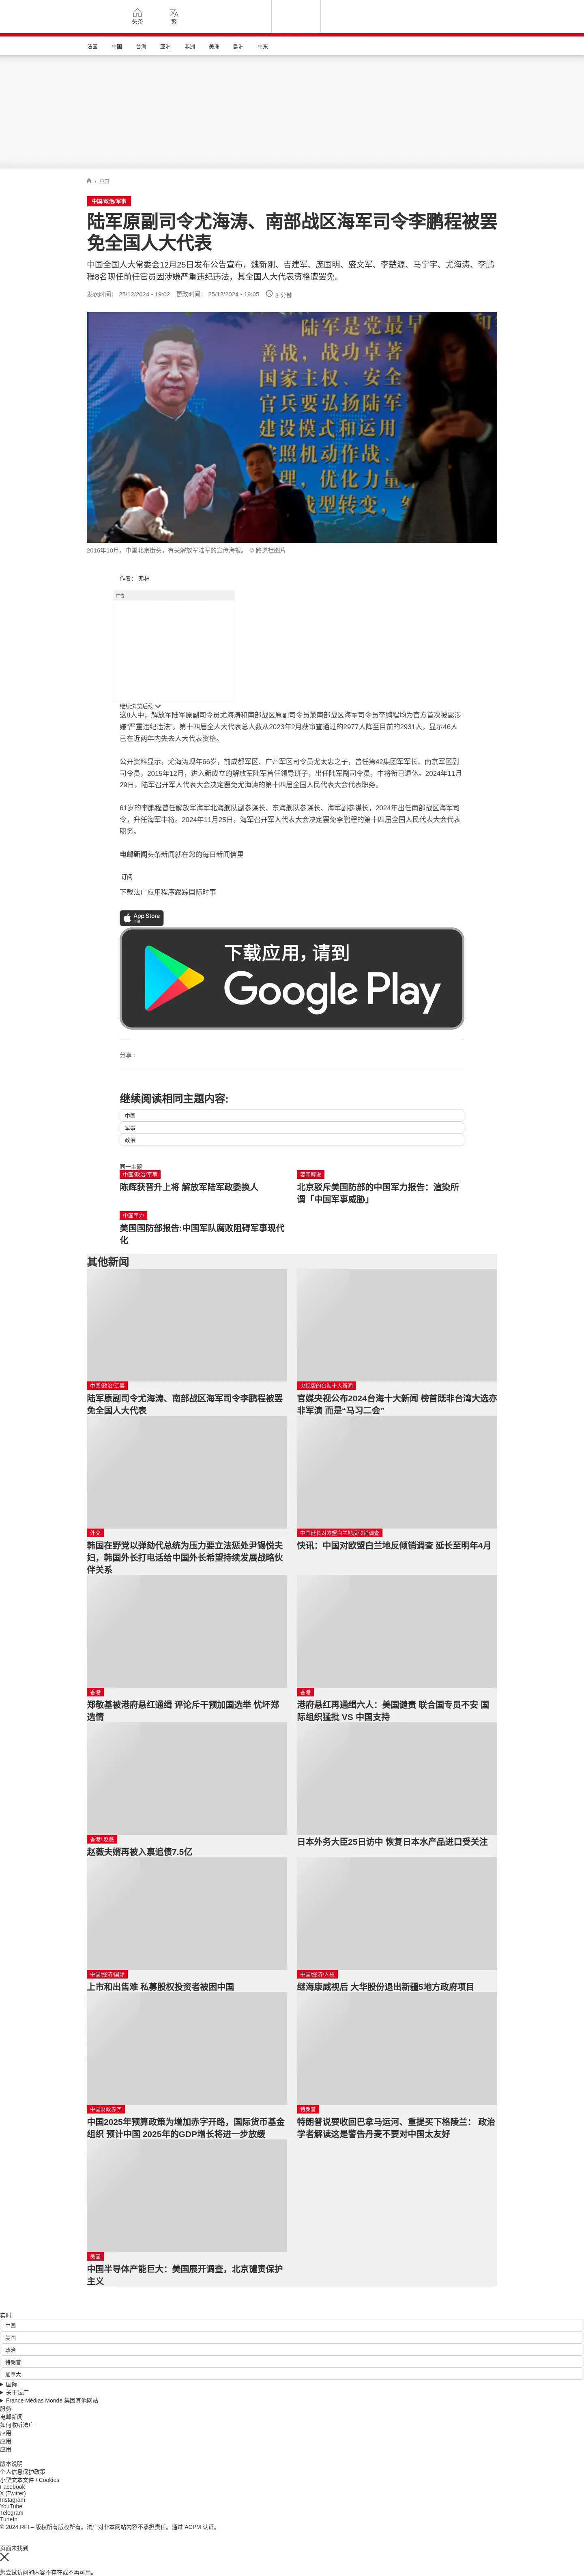 头条
繁
法国
中国
台海
亚洲
非洲
美洲
欧洲
中东
/ 中国
中国/政治/军事
陆军原副司令尤海涛、南部战区海军司令李鹏程被罢
免全国人大代表
中国全国人大常委会12月25日发布公告宣布，魏新刚、吉建军、庞国明、盛文军、李楚源、马宁宇、尤海涛、李鹏
程8名现任前任官员因涉嫌严重违纪违法，其全国人大代表资格遭罢免。
发表时间： 25/12/2024 - 19:02 更改时间： 25/12/2024 - 19:05 3 分钟
陆军是党最早
善战，战功卓著
国家主权、安全
官兵要弘扬陆军
建设模式和运用
2016年10月，中国北京街头，有关解放军陆军的宣传海报。 © 路透社图片
作者： 弗林
广告
继续浏览后续
这8人中，解放军陆军原副司令员尤海涛和南部战区原副司令员兼南部战区海军司令员李鹏程均为官方首次披露涉
嫌“严重违纪违法”。第十四届全人大代表总人数从2023年2月获审查通过的2977人降至目前的2931人，显示46人
已在近两年内失去人大代表资格。
公开资料显示，尤海涛现年66岁，前成都军区、广州军区司令员尤太忠之子，曾任第42集团军军长、南京军区副
司令员，2015年12月，进入新成立的解放军陆军首任领导班子，出任陆军副司令员，中将衔已退休。2024年11月
29日，陆军召开军人代表大会决定罢免尤海涛的第十四届全国人民代表大会代表职务。
61岁的李鹏程曾任解放军海军北海舰队副参谋长、东海舰队参谋长、海军副参谋长，2024年出任南部战区海军司
令，升任海军中将。2024年11月25日，海军召开军人代表大会决定罢免李鹏程的第十四届全国人民代表大会代表
职务。
电邮新闻头条新闻就在您的每日新闻信里
订阅
下载法广应用程序跟踪国际时事
App Store
下载
下载应用，请到
Google Play
分享 :
继续阅读相同主题内容:
中国
军事
政治
同一主题
中国/政治/军事
陈辉获晋升上将 解放军陆军政委换人
要闻解说
北京驳斥美国防部的中国军力报告：渲染所
谓「中国军事威胁」
中国军力
美国国防部报告:中国军队腐败阻碍军事现代
化
其他新闻
中国/政治/军事
陆军原副司令尤海涛、南部战区海军司令李鹏程被罢
免全国人大代表
央视版的台海十大新闻
官媒央视公布2024台海十大新闻 榜首既非台湾大选亦
非军演 而是“马习二会”
外交
韩国在野党以弹劾代总统为压力要立法惩处尹锡悦夫
妇，韩国外长打电话给中国外长希望持续发展战略伙
伴关系
中国延长对欧盟白兰地反倾销调查
快讯：中国对欧盟白兰地反倾销调查 延长至明年4月
香港
郑敬基被港府悬红通缉 评论斥干预加国选举 忧坏郑
选情
香港
港府悬红再通缉六人：美国谴责 联合国专员不安 国
际组织猛批 VS 中国支持
香港/ 赵薇
赵薇夫婿再被入禀追债7.5亿
日本外务大臣25日访中 恢复日本水产品进口受关注
中国/经济/国际
上市和出售难 私募股权投资者被困中国
中国/经济/人权
继海康威视后 大华股份退出新疆5地方政府项目
中国财政赤字
中国2025年预算政策为增加赤字开路，国际货币基金
组织 预计中国 2025年的GDP增长将进一步放缓
特朗普
特朗普说要收回巴拿马运河、重提买下格陵兰： 政治
学者解读这是警告丹麦不要对中国太友好
美国
中国半导体产能巨大：美国展开调查，北京谴责保护
主义
实时
中国
美国
政治
特朗普
加拿大
国际
关于法广
France Médias Monde 集团其他网站
服务
电邮新闻
如何收听法广
应用
应用
应用
版本说明
个人信息保护政策
小型文本文件 / Cookies
Facebook
X (Twitter)
Instagram
YouTube
Telegram
TuneIn
© 2024 RFI – 版权所有版权所有。法广对非本网站内容不承担责任。通过 ACPM 认证。
页面未找到
您尝试访问的内容不存在或不再可用。